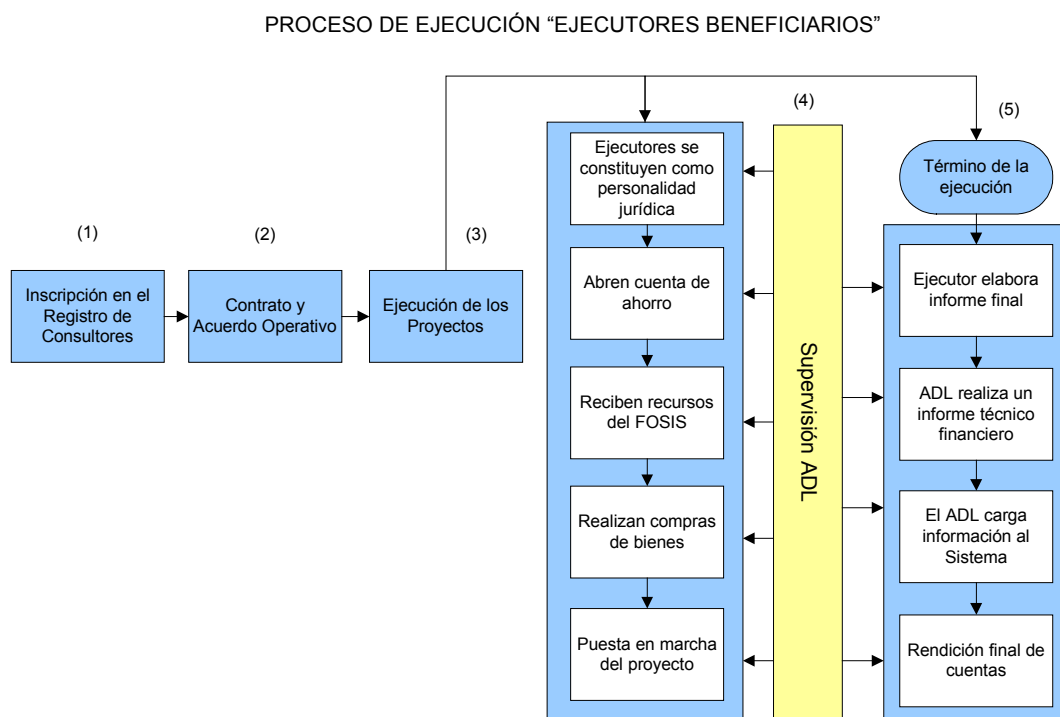 PROCESO DE EJECUCIÓN “EJECUTORES BENEFICIARIOS”
(1)
Inscripción en el
Registro de
Consultores
(2)
Contrato y
Acuerdo Operativo
(3)
Ejecución de los
Proyectos
Ejecutores se
constituyen como
personalidad
jurídica
Abren cuenta de
ahorro
Reciben recursos
del FOSIS
Realizan compras
de bienes
Puesta en marcha
del proyecto
(4)
Supervisión ADL
(5)
Término de la
ejecución
Ejecutor elabora
informe final
ADL realiza un
informe técnico
financiero
El ADL carga
información al
Sistema
Rendición final de
cuentas